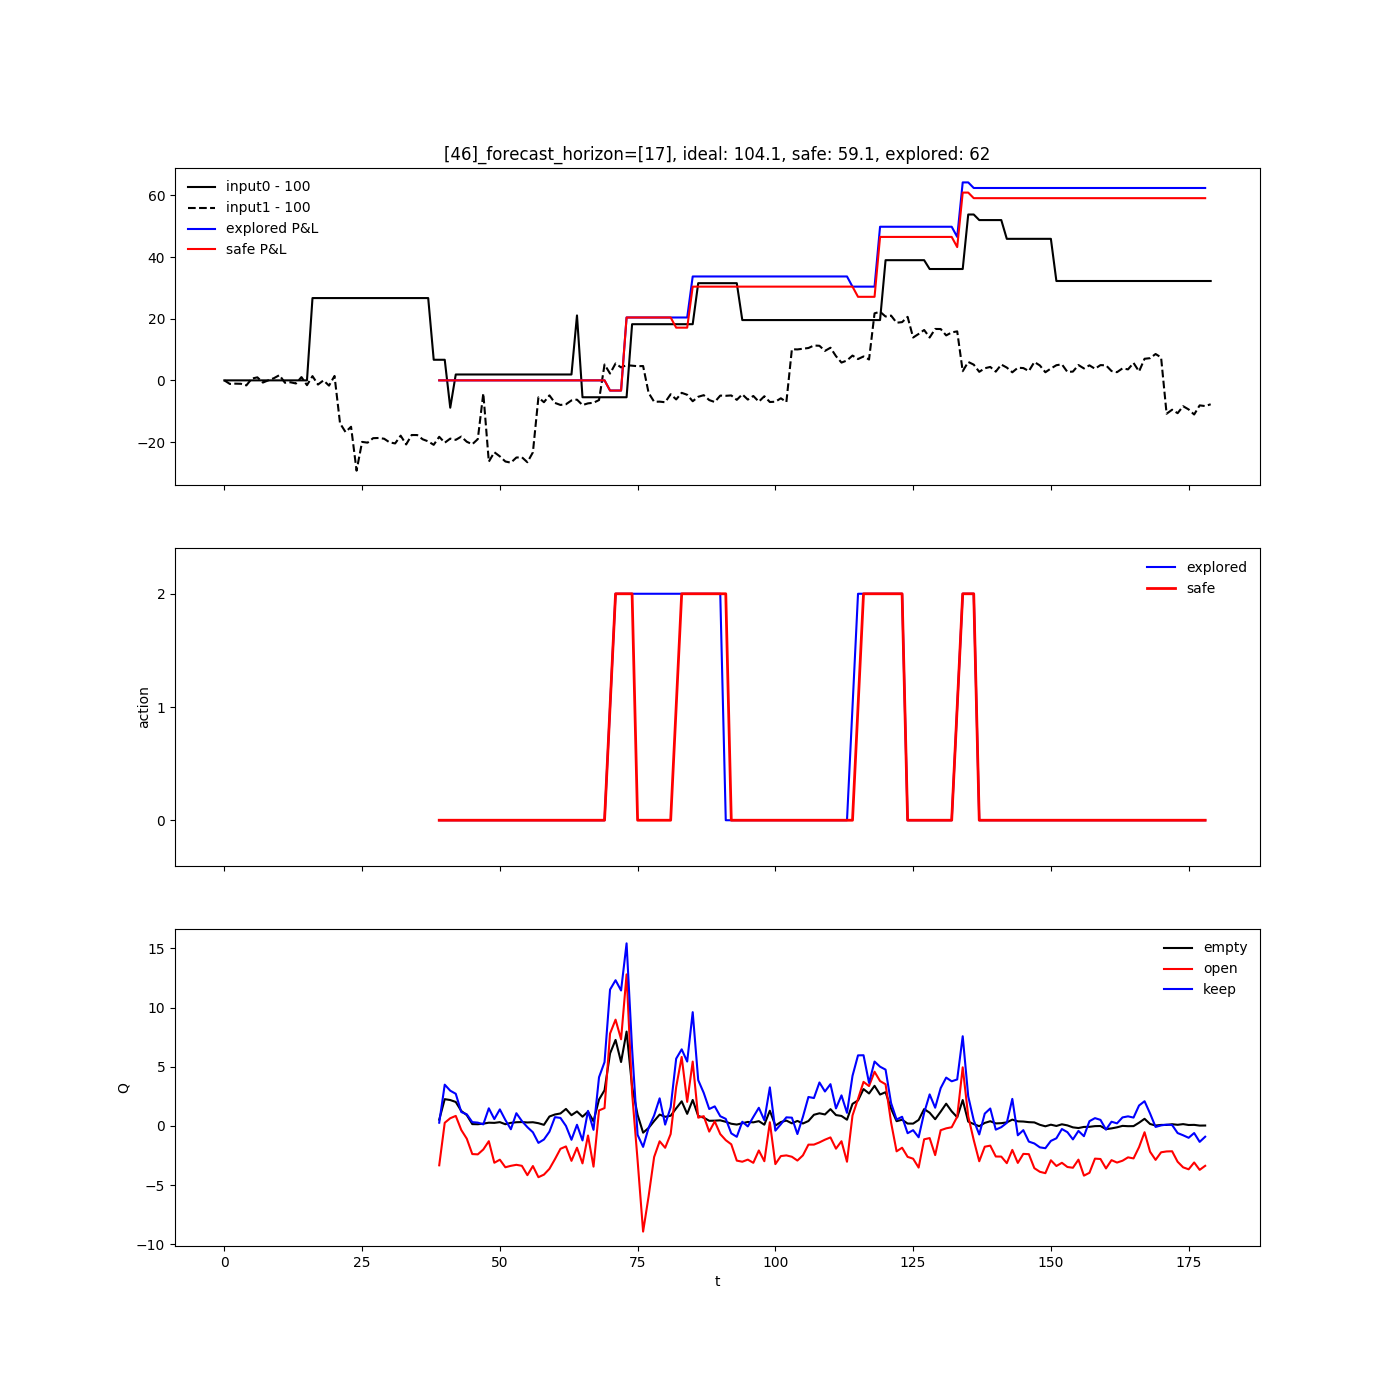 [46]_forecast_horizon=[17], ideal: 104.1, safe: 59.1, explored: 62
input0 - 100
input1 - 100
explored P&L
safe P&L
60
40
20
0
−20
explored
safe
2
1
0
action
empty
open
keep
15
10
5
0
−5
−10
Q
0 25 50 75 100 125 150 175
t